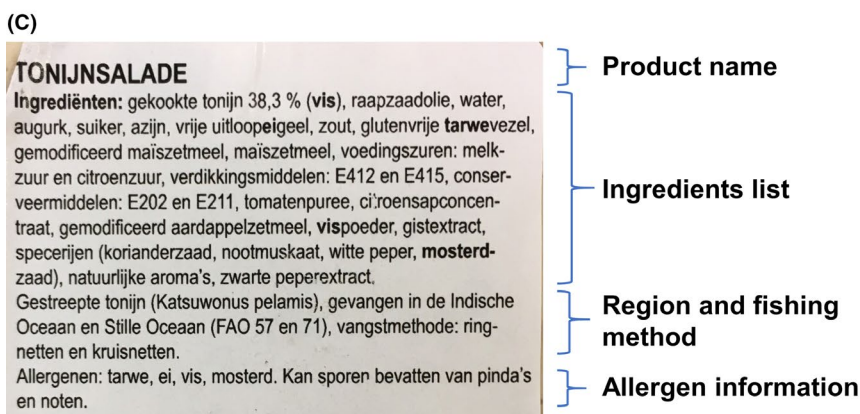 (C)
TONIJNSALADE
Ingrediënten: gekookte tonijn 38,3 % (vis), raapzaadolie, water,
augurk, suiker, azijn, vrije uitloopeigeel, zout, glutenvrije tarwevezel,
gemodificeerd maïszetmeel, maïszetmeel, voedingszuren: melk-
zuur en citroenzuur, verdikkingsmiddelen: E412 en E415, conser-
veermiddelen: E202 en E211, tomatenpuree, citroensapconcen-
traat, gemodificeerd aardappelzetmeel, vispoeder, gistextract,
specerijen (korianderzaad, nootmuskaat, witte peper, mosterd-
zaad), natuurlijke aroma's, zwarte peperextract.
Gestreepte tonijn (Katsuwonus pelamis), gevangen in de Indische
Oceaan en Stille Oceaan (FAO 57 en 71), vangstmethode: ring-
netten en kruisnetten.
Allergenen: tarwe, ei, vis, mosterd. Kan sporen bevatten van pinda's
en noten.
Product name
Ingredients list
Region and fishing
method
Allergen information